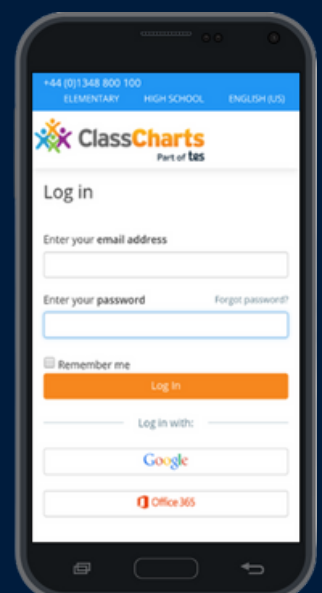 +44 (0)1348 800 100
ELEMENTARY HIGH SCHOOL ENGLISH (US)
ClassCharts
Part of tes
Log in
Enter your email address
Enter your password Forgot password?
Remember me
Log In
Log in with:
Google
Office 365